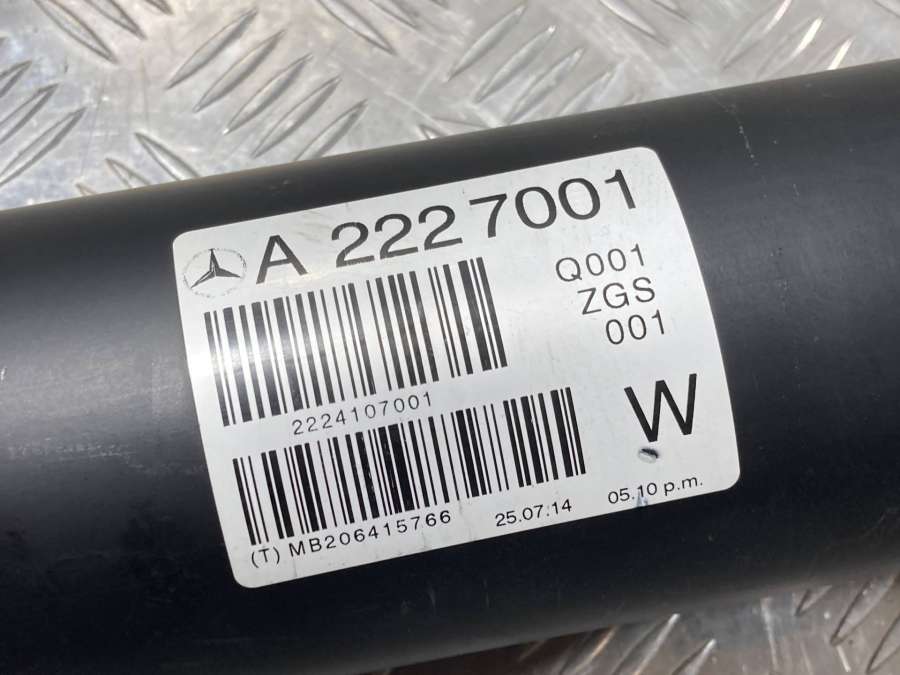 A 222 7001
Q001
ZGS
001
2224107001
W
(T) MB206415766
25.07.14
05.10 p.m.